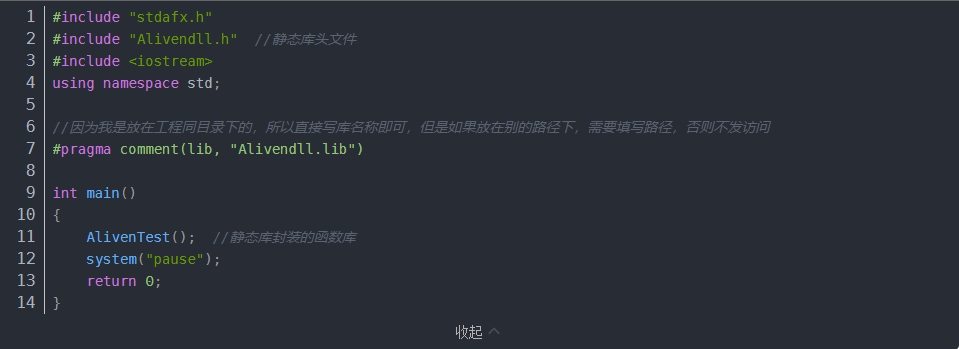 1 #include "stdafx.h"
2 #include "Alivendll.h"  //静态库头文件
3 #include <iostream>
4 using namespace std;
5
6 //因为我是放在工程同目录下的，所以直接写库名称即可，但是如果放在别的路径下，需要填写路径，否则不发访问
7 #pragma comment(lib, "Alivendll.lib")
8
9 int main()
10 {
11     AlivenTest();  //静态库封装的函数库
12     system("pause");
13     return 0;
14 }
收起